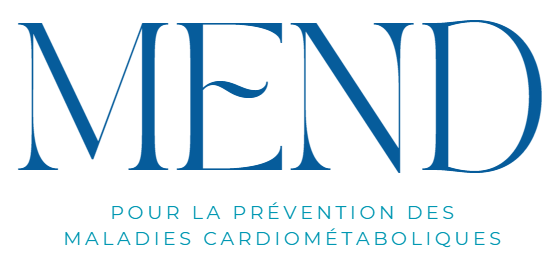 MEND
POUR LA PRÉVENTION DES
MALADIES CARDIOMÉTABOLIQUES